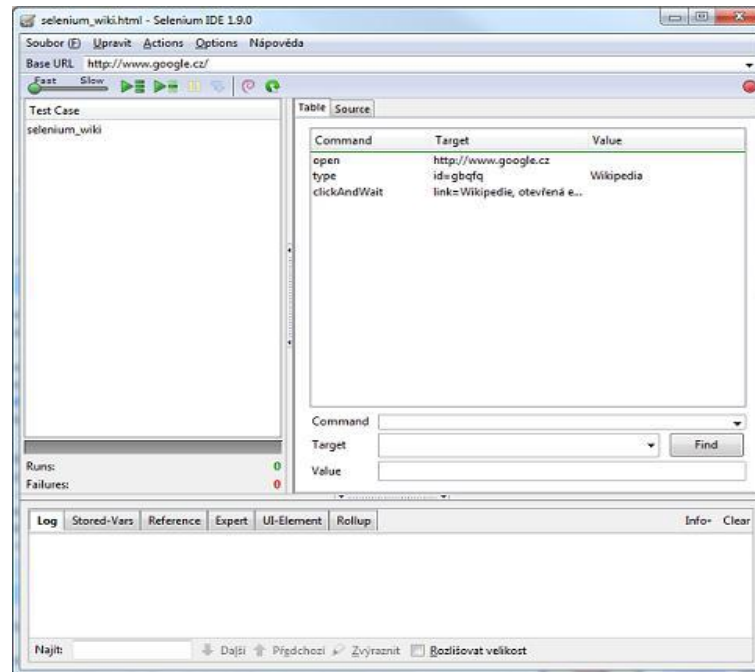 selenium_wiki.html - Selenium IDE 1.9.0
Soubor (F) Upravit Actions Options Nápověda
Base URL http://www.google.cz/
Fast Slow
Test Case
selenium_wiki
Table Source
Command Target Value
open http://www.google.cz
type id=gbqfq Wikipedia
clickAndWait link=Wikipedie, otevřená e...
Command
Target Find
Value
Runs: 0
Failures: 0
Log Stored-Vars Reference Expert UI-Element Rollup Info Clear
Najít: Další Předchozí Zvýraznit Rozlišovat velikost